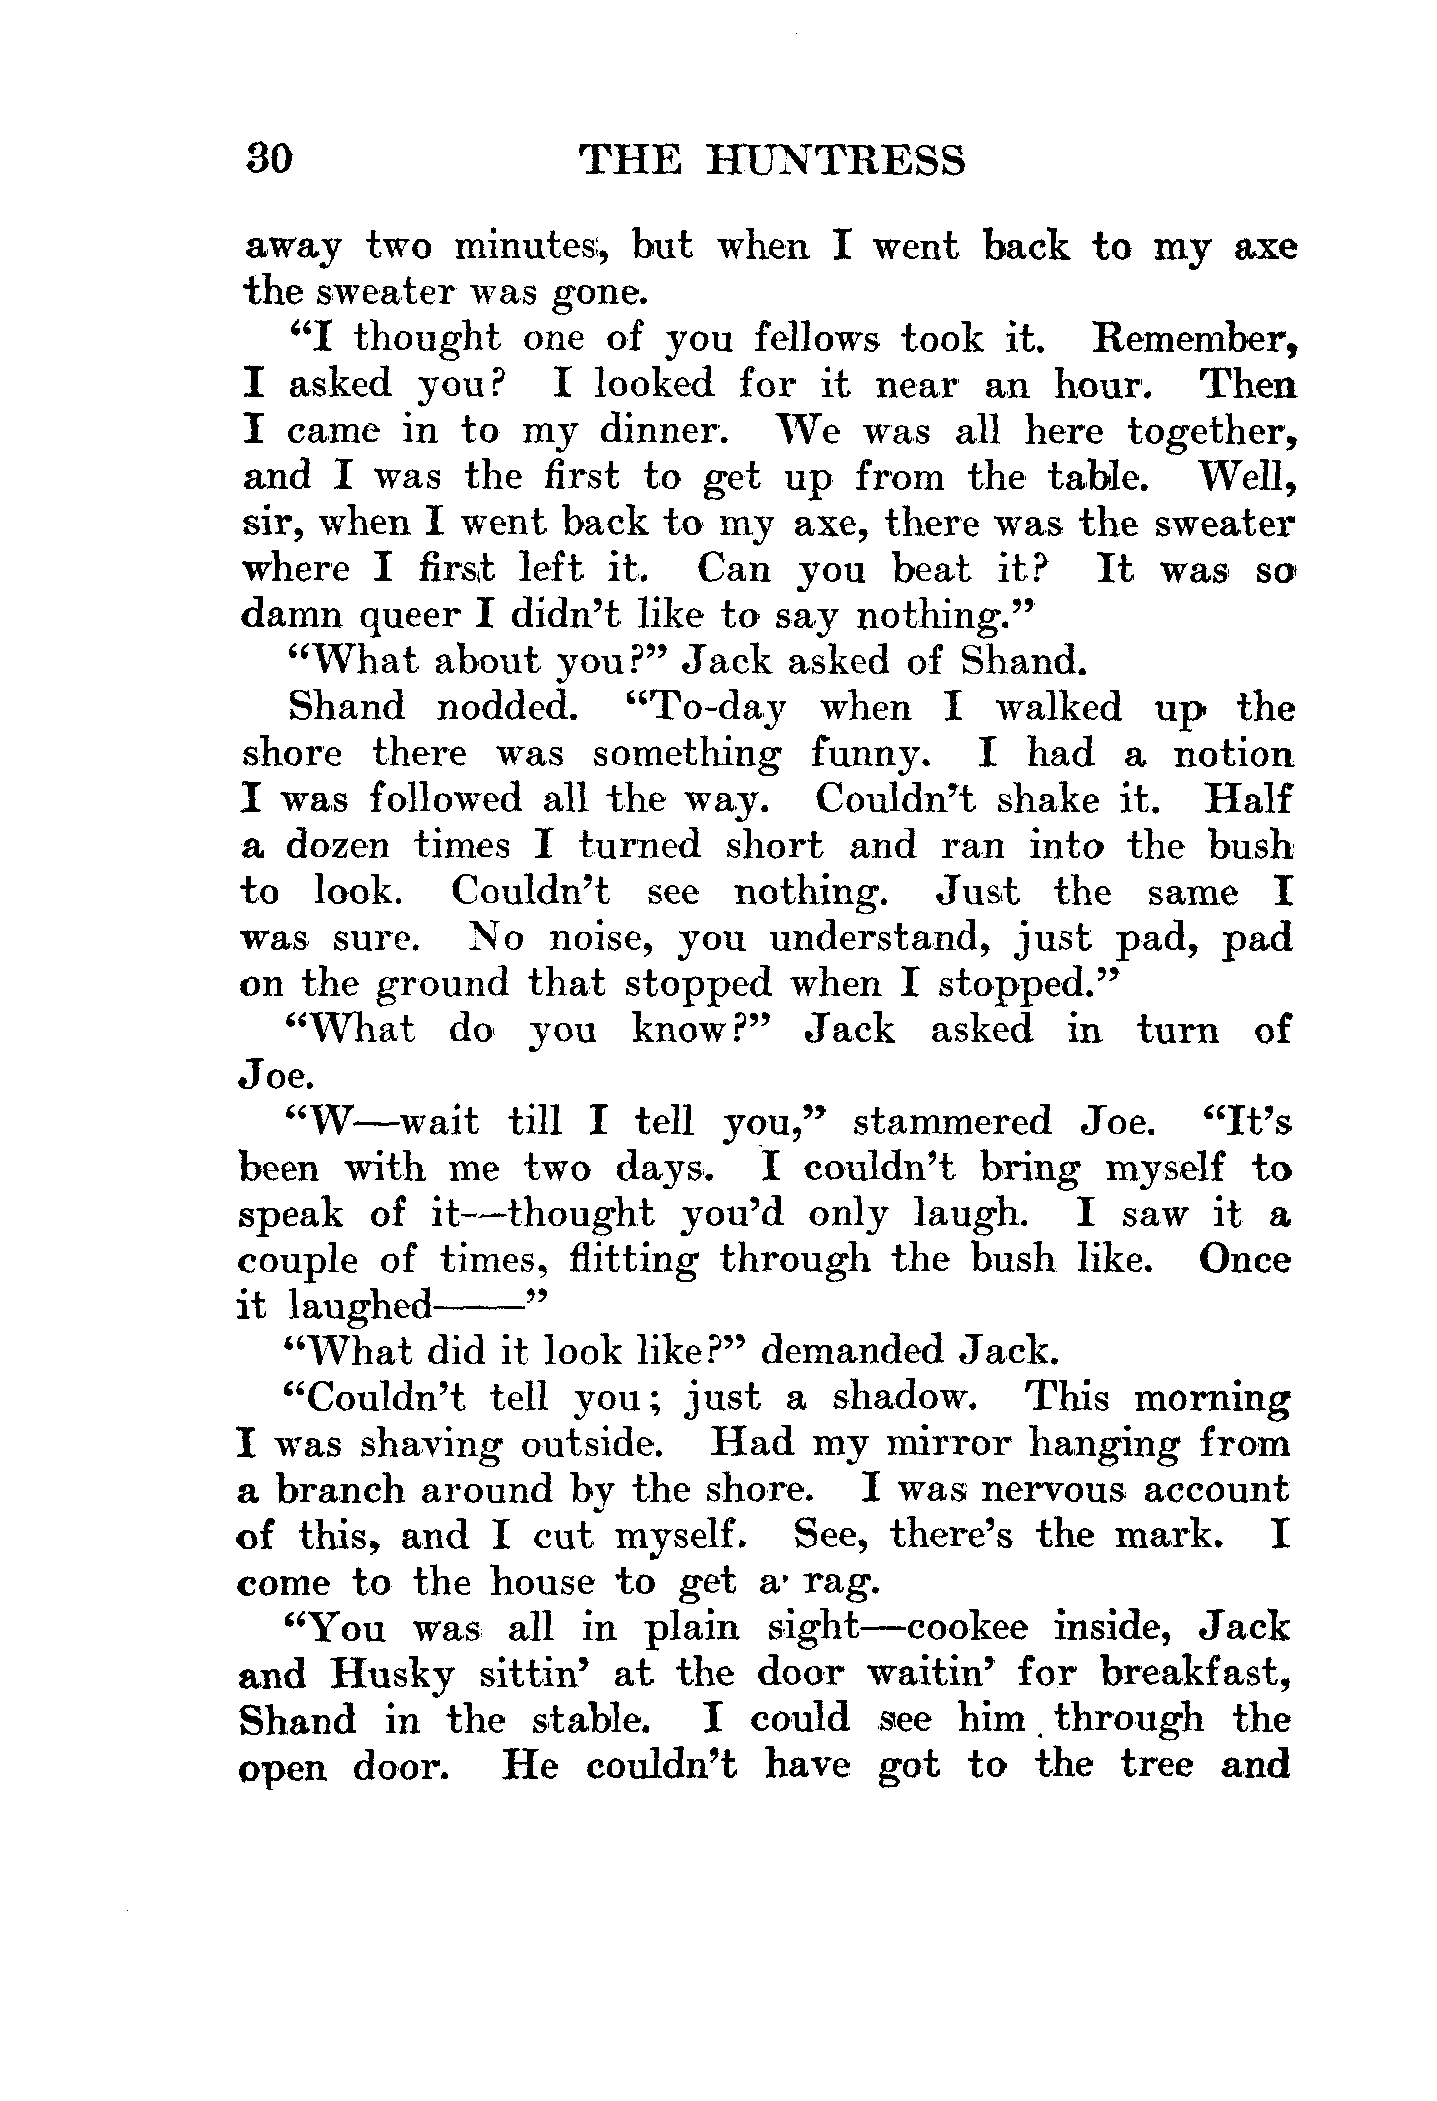 30 THE HUNTRESS
away two minutes, but when I went back to my axe
the sweater was gone.
“I thought one of you fellows took it. Remember,
I asked you? I looked for it near an hour. Then
I came in to my dinner. We was all here together,
and I was the first to get up from the table. Well,
sir, when I went back to my axe, there was the sweater
where I first left it. Can you beat it? It was so
damn queer I didn’t like to say nothing.”
“What about you?” Jack asked of Shand.
Shand nodded. “To-day when I walked up the
shore there was something funny. I had a notion
I was followed all the way. Couldn’t shake it. Half
a dozen times I turned short and ran into the bush
to look. Couldn’t see nothing. Just the same I
was sure. No noise, you understand, just pad, pad
on the ground that stopped when I stopped.”
“What do you know?” Jack asked in turn of
Joe.
“W—wait till I tell you,” stammered Joe. “It’s
been with me two days. I couldn’t bring myself to
speak of it—thought you’d only laugh. I saw it a
couple of times, flitting through the bush like. Once
it laughed——”
“What did it look like?” demanded Jack.
“Couldn’t tell you; just a shadow. This morning
I was shaving outside. Had my mirror hanging from
a branch around by the shore. I was nervous account
of this, and I cut myself. See, there’s the mark. I
come to the house to get a rag.
“You was all in plain sight—cookee inside, Jack
and Husky sittin’ at the door waitin’ for breakfast,
Shand in the stable. I could see him through the
open door. He couldn’t have got to the tree and